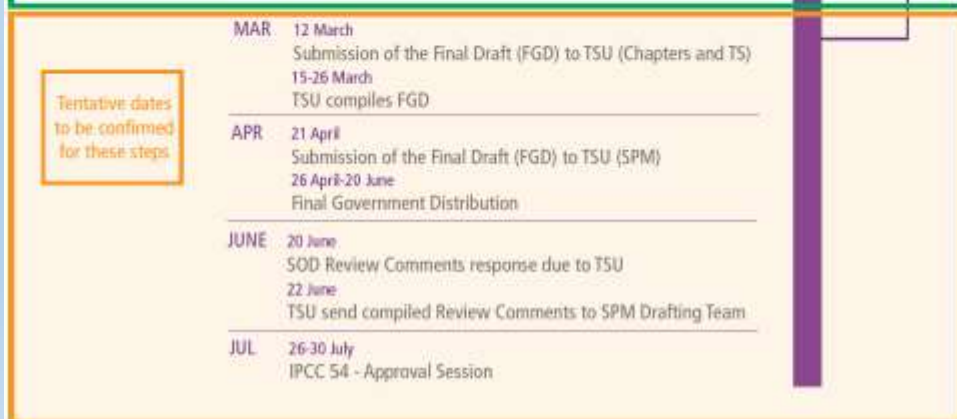 MAR 12 March
Submission of the Final Draft (FGD) to TSU (Chapters and TS)
15-26 March
TSU compiles FGD
Tentative dates
to be confirmed
for these steps
APR 21 April
Submission of the Final Draft (FGD) to TSU (SPM)
26 April-20 June
Final Government Distribution
JUNE 20 June
SOD Review Comments response due to TSU
22 June
TSU send compiled Review Comments to SPM Drafting Team
JUL 26-30 July
IPCC 54 - Approval Session